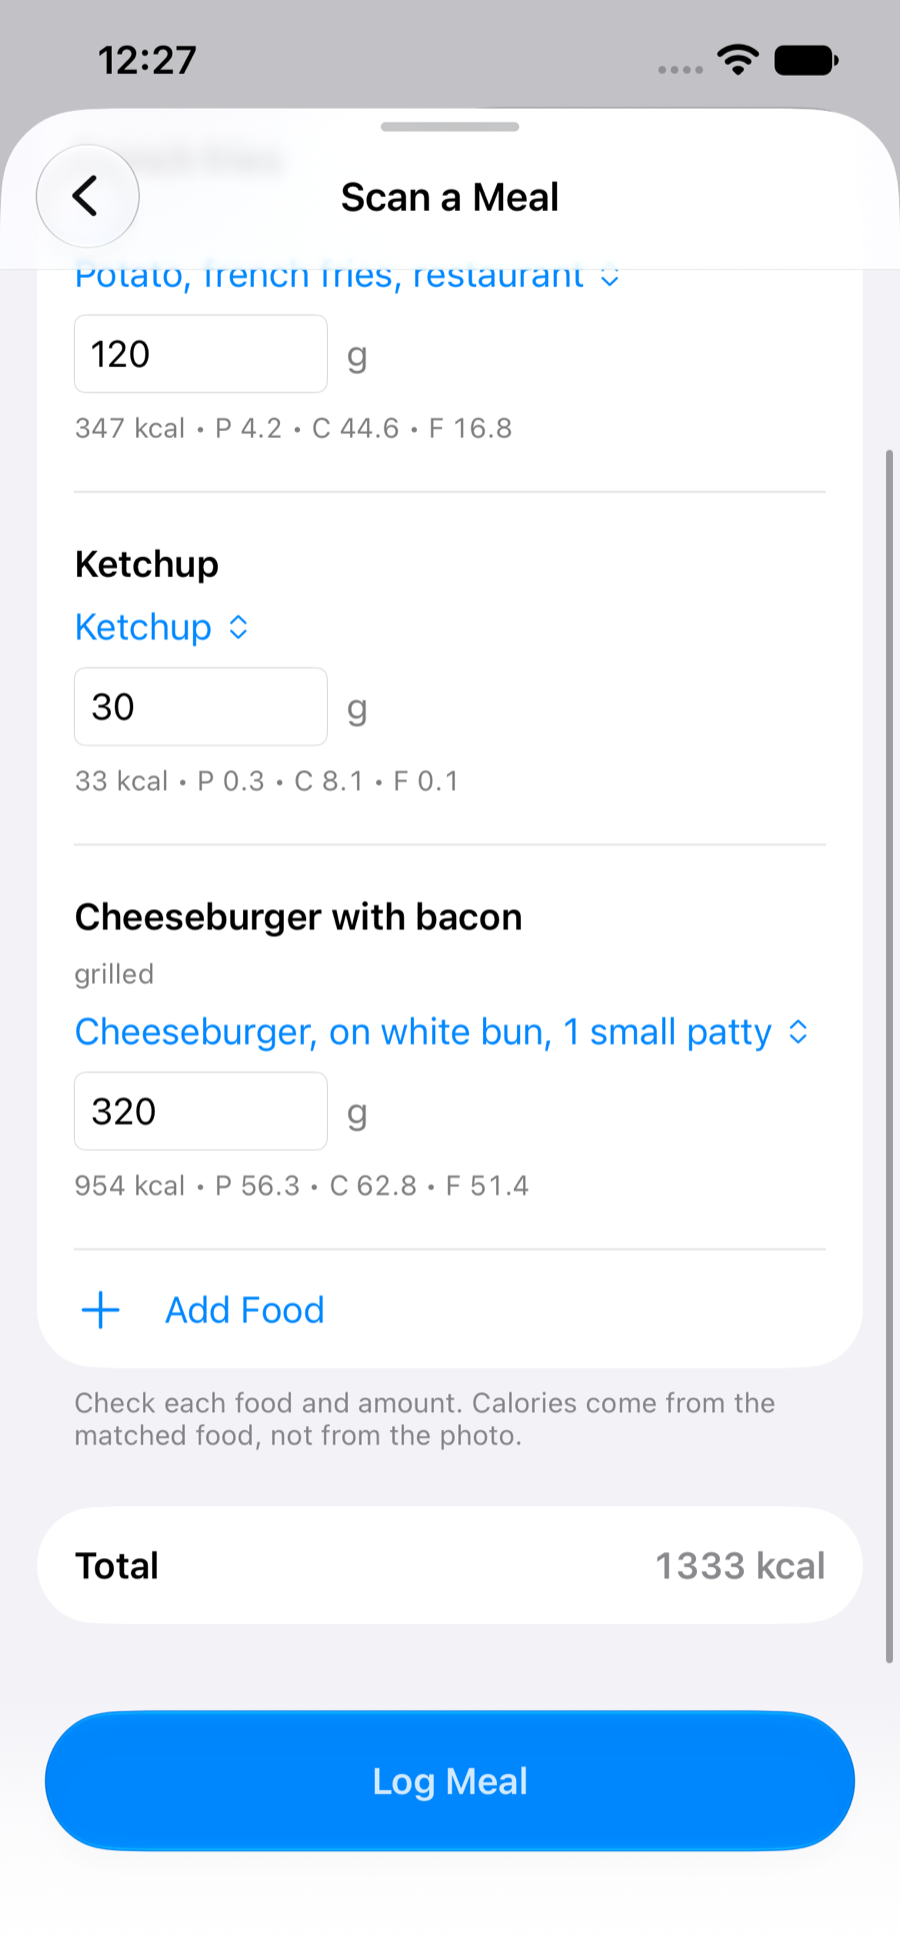 12:27
Scan a Meal
Potato, french fries, restaurant
120 g
347 kcal • P 4.2 • C 44.6 • F 16.8
Ketchup
Ketchup
30 g
33 kcal • P 0.3 • C 8.1 • F 0.1
Cheeseburger with bacon
grilled
Cheeseburger, on white bun, 1 small patty
320 g
954 kcal • P 56.3 • C 62.8 • F 51.4
Add Food
Check each food and amount. Calories come from the
matched food, not from the photo.
Total 1333 kcal
Log Meal